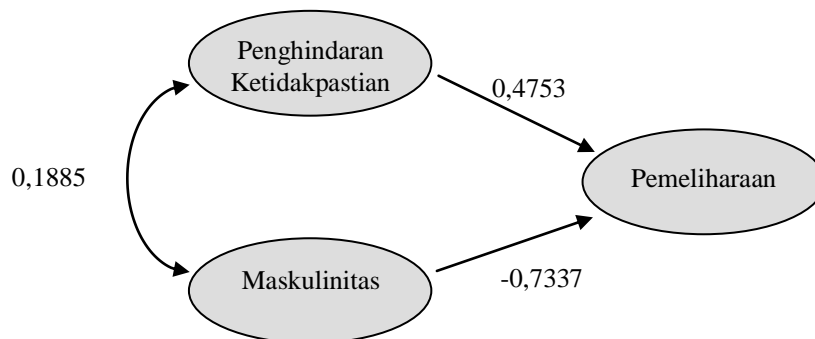 Penghindaran
Ketidakpastian
0,4753
0,1885
Pemeliharaan
Maskulinitas
-0,7337